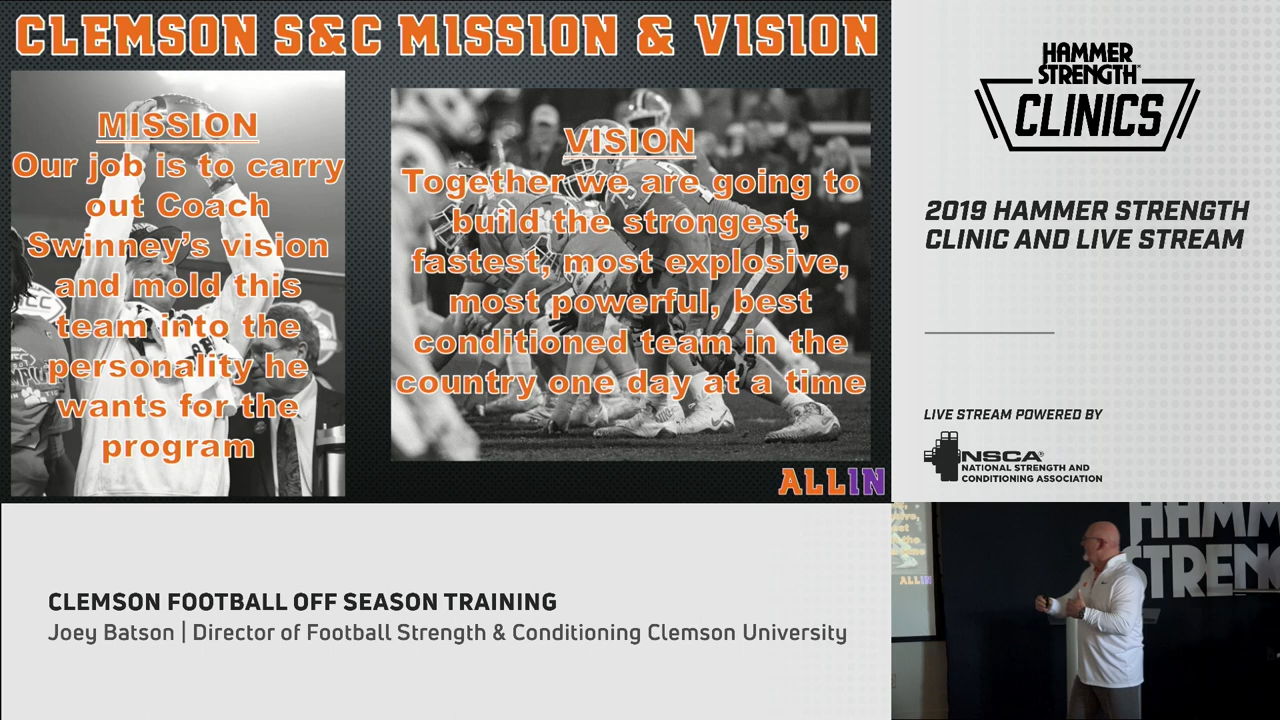 CLEMSON S&C MISSION & VISION
MISSION
Our job is to carry
out Coach
Swinney's vision
and mold this
team into the
personality he
wants for the
program
VISION
Together we are going to
build the strongest,
fastest, most explosive,
most powerful, best
conditioned team in the
country one day at a time
ALLIN
HAMMER
STRENGTH
CLINICS
2019 HAMMER STRENGTH
CLINIC AND LIVE STREAM
LIVE STREAM POWERED BY
NSCA
NATIONAL STRENGTH AND
CONDITIONING ASSOCIATION
CLEMSON FOOTBALL OFF SEASON TRAINING
Joey Batson | Director of Football Strength & Conditioning Clemson University
ALLIN
HAMM
STRENG